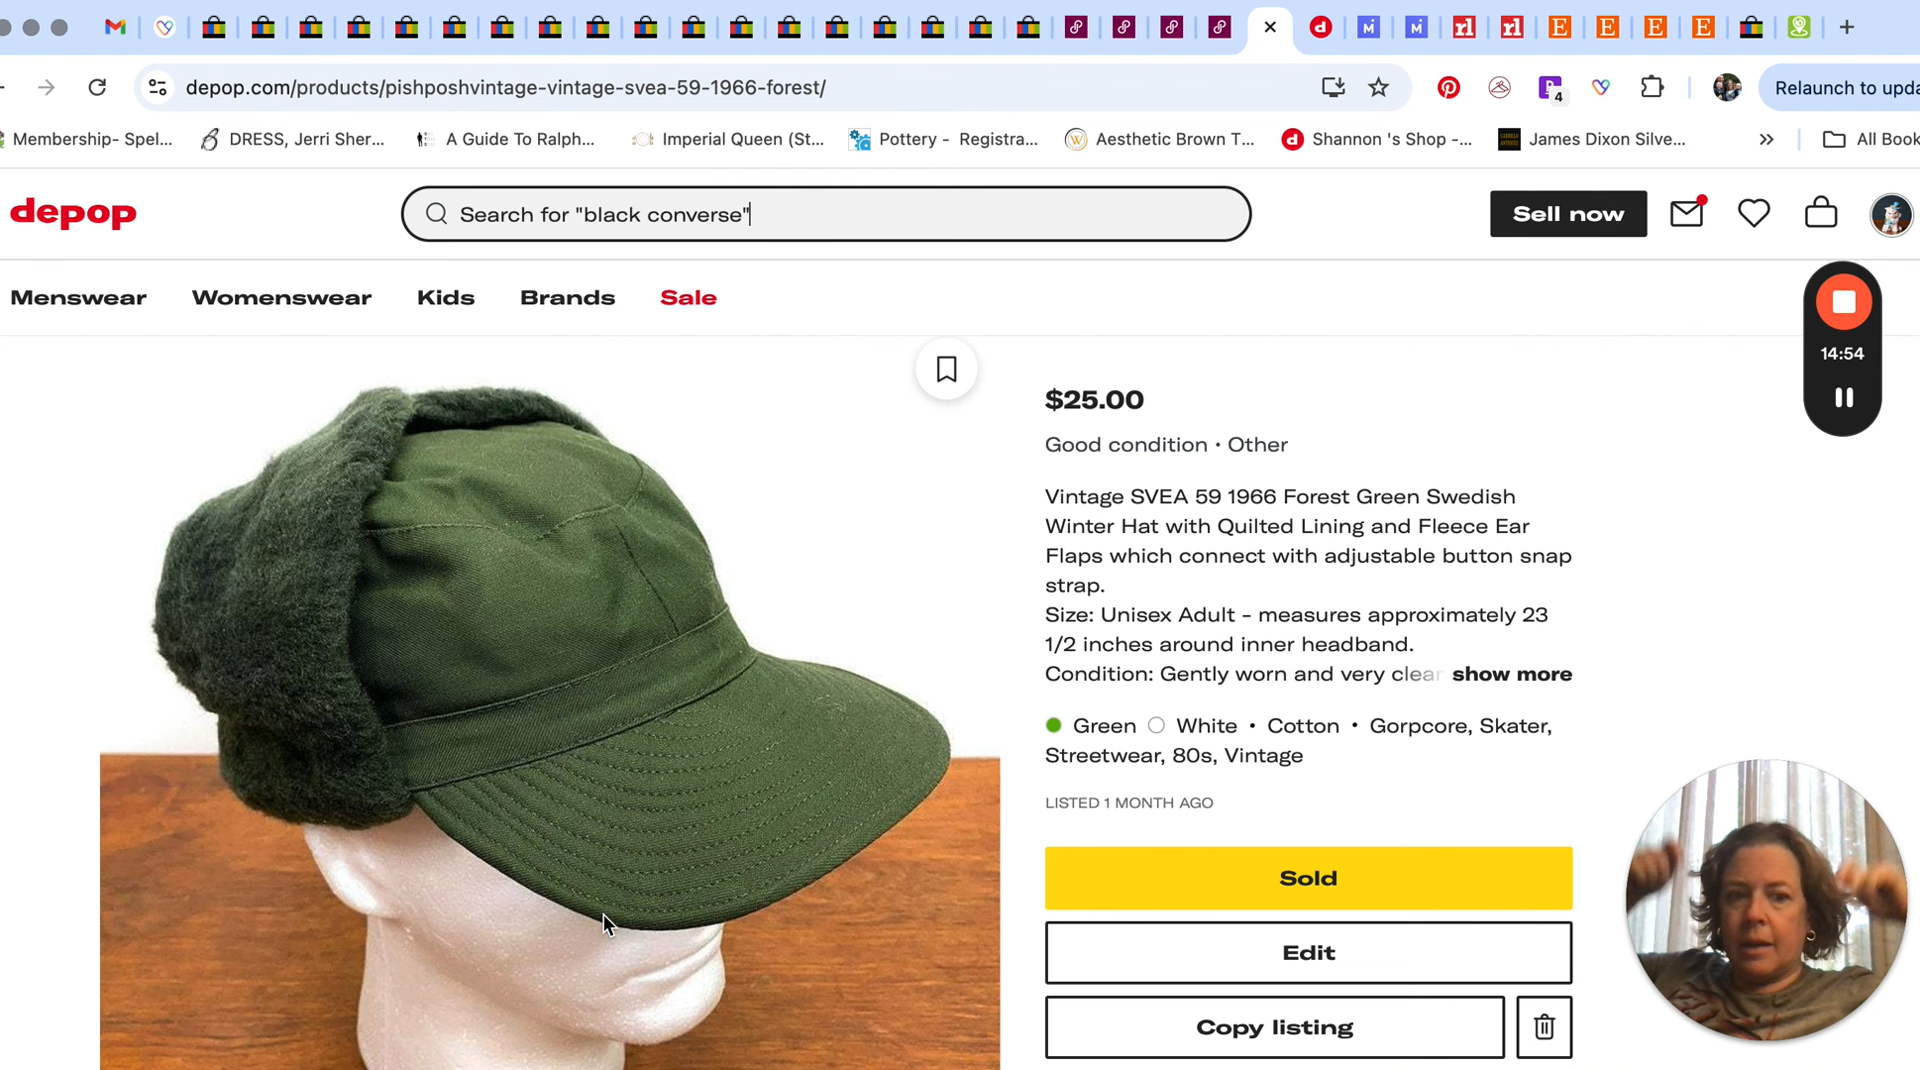 depop.com/products/pishposhvintage-vintage-svea-59-1966-forest/
4
Relaunch to upda
Membership- Spel...
DRESS, Jerri Sher...
A Guide To Ralph...
Imperial Queen (St...
Pottery - Registra...
Aesthetic Brown T...
Shannon 's Shop -...
James Dixon Silve...
All Book
depop
Search for "black converse"
Sell now
Menswear
Womenswear
Kids
Brands
Sale
14:54
$25.00
Good condition • Other
Vintage SVEA 59 1966 Forest Green Swedish
Winter Hat with Quilted Lining and Fleece Ear
Flaps which connect with adjustable button snap
strap.
Size: Unisex Adult - measures approximately 23
1/2 inches around inner headband.
Condition: Gently worn and very clear show more
Green White • Cotton • Gorpcore, Skater,
Streetwear, 80s, Vintage
LISTED 1 MONTH AGO
Sold
Edit
Copy listing